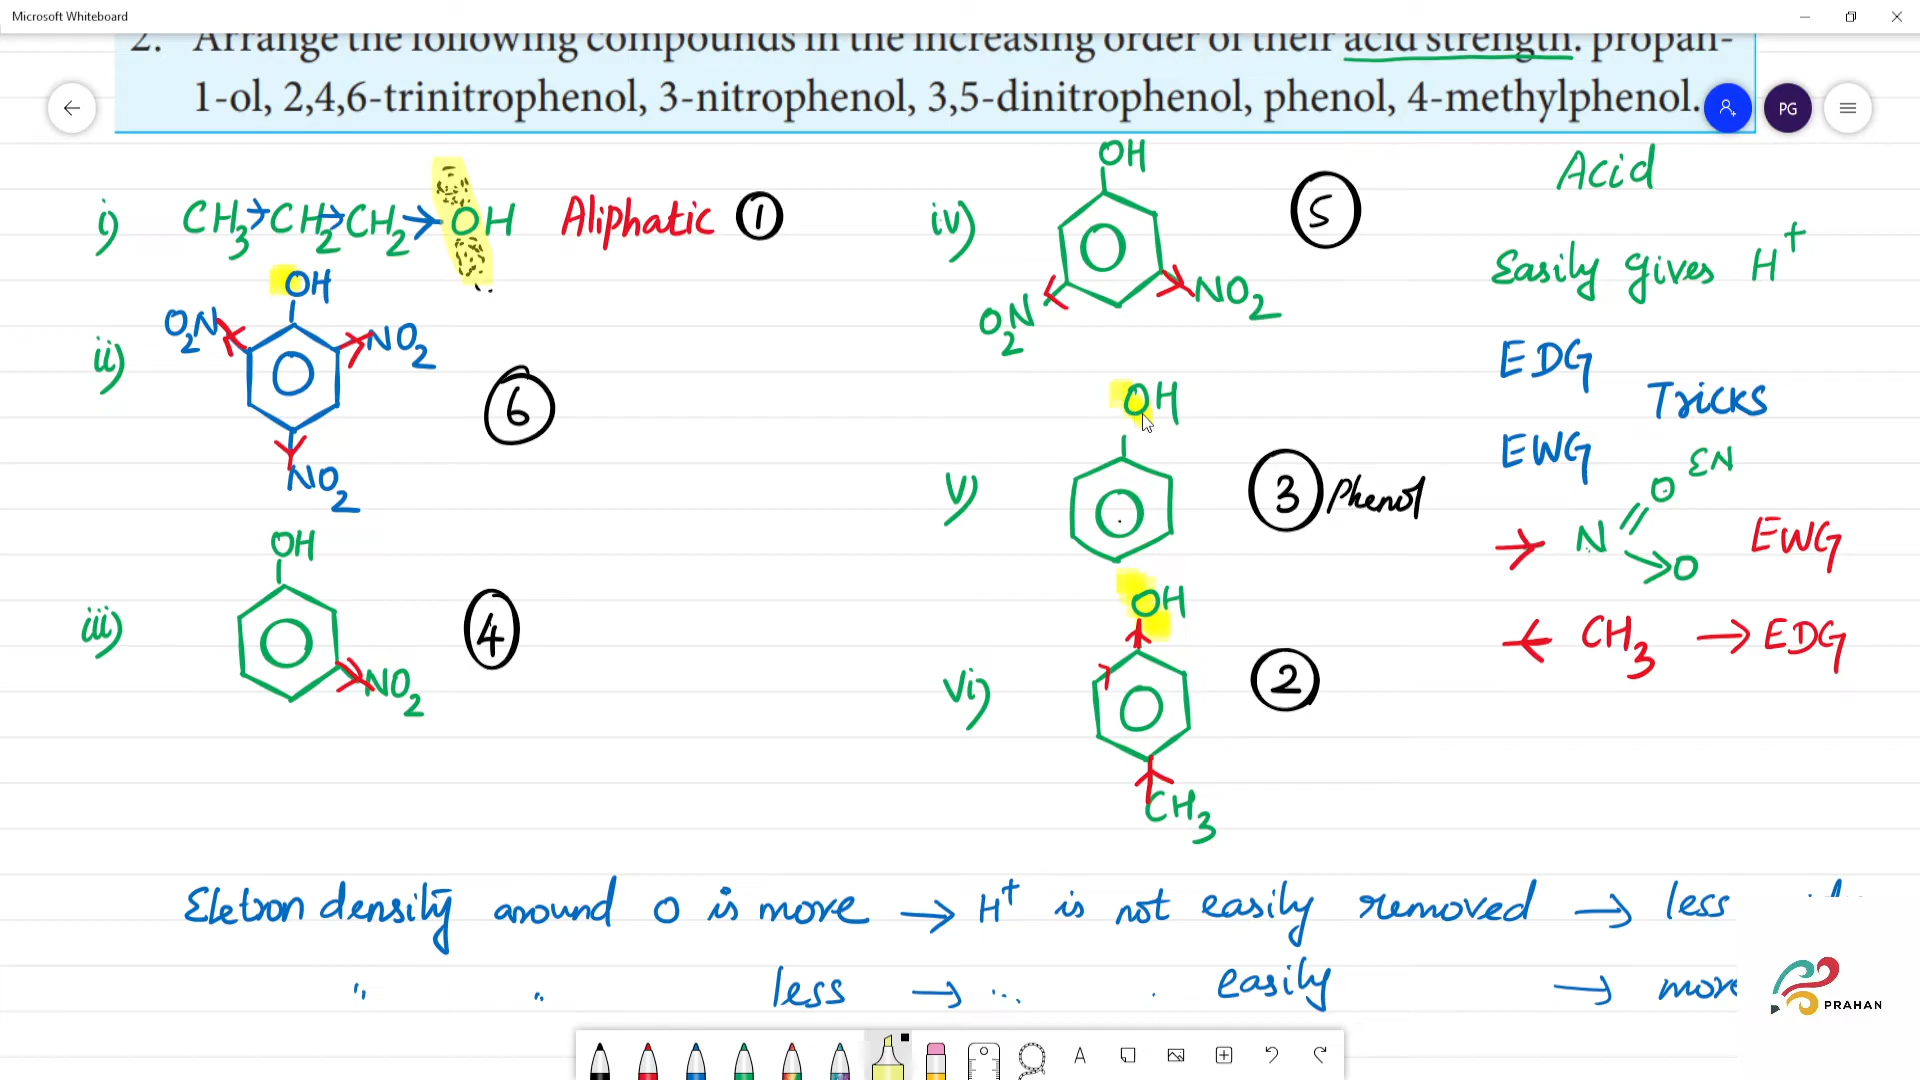 Microsoft Whiteboard
2. Arrange the following compounds in the increasing order of their acid strength. propan-
1-ol, 2,4,6-trinitrophenol, 3-nitrophenol, 3,5-dinitrophenol, phenol, 4-methylphenol.
PG
i) CH3 CH2 CH2 OH Aliphatic 1
ii)
OH
O2N
NO2
NO2
6
iii)
OH
NO2
4
iv)
OH
O2N
NO2
5
v)
OH
3 Phenol
vi)
OH
CH3
2
Acid
Easily gives H+
EDG
Tricks
EWG
EN
O
N
O
EWG
CH3 → EDG
Eletron density around O is more → H+ is not easily removed → less
" " less → ... . easily → more
PRAHAN
A